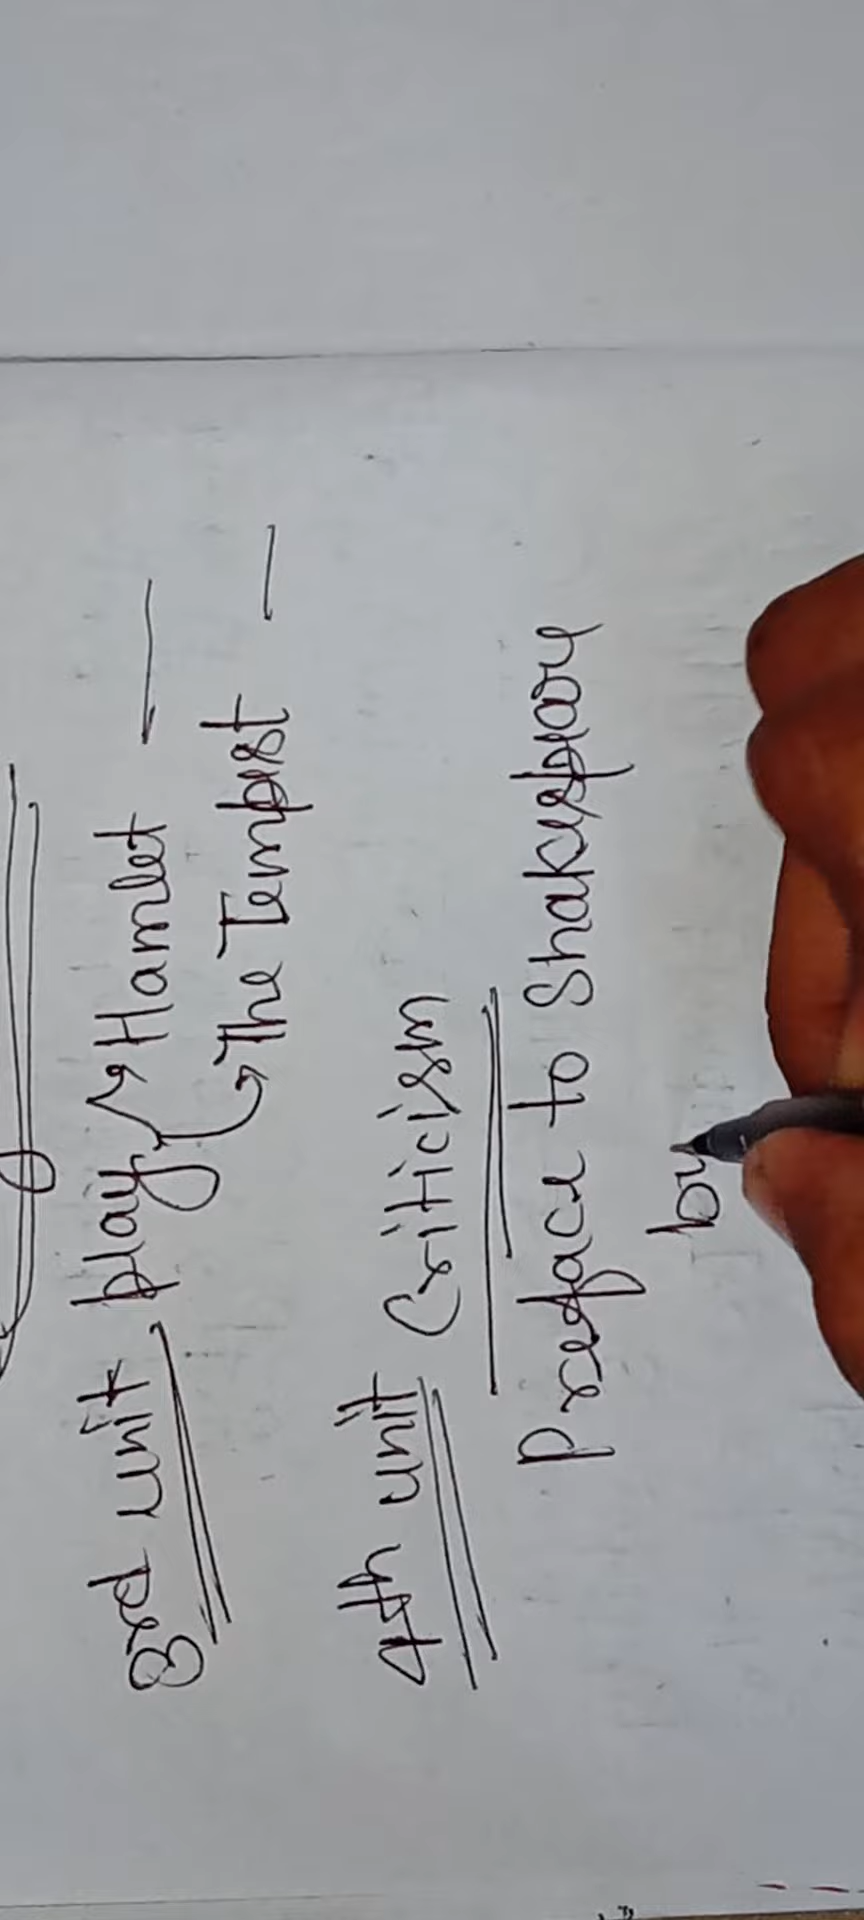 3rd unit play → Hamlet —
→ The Tempest —
4th unit Criticism
Preface to Shakespeare
by